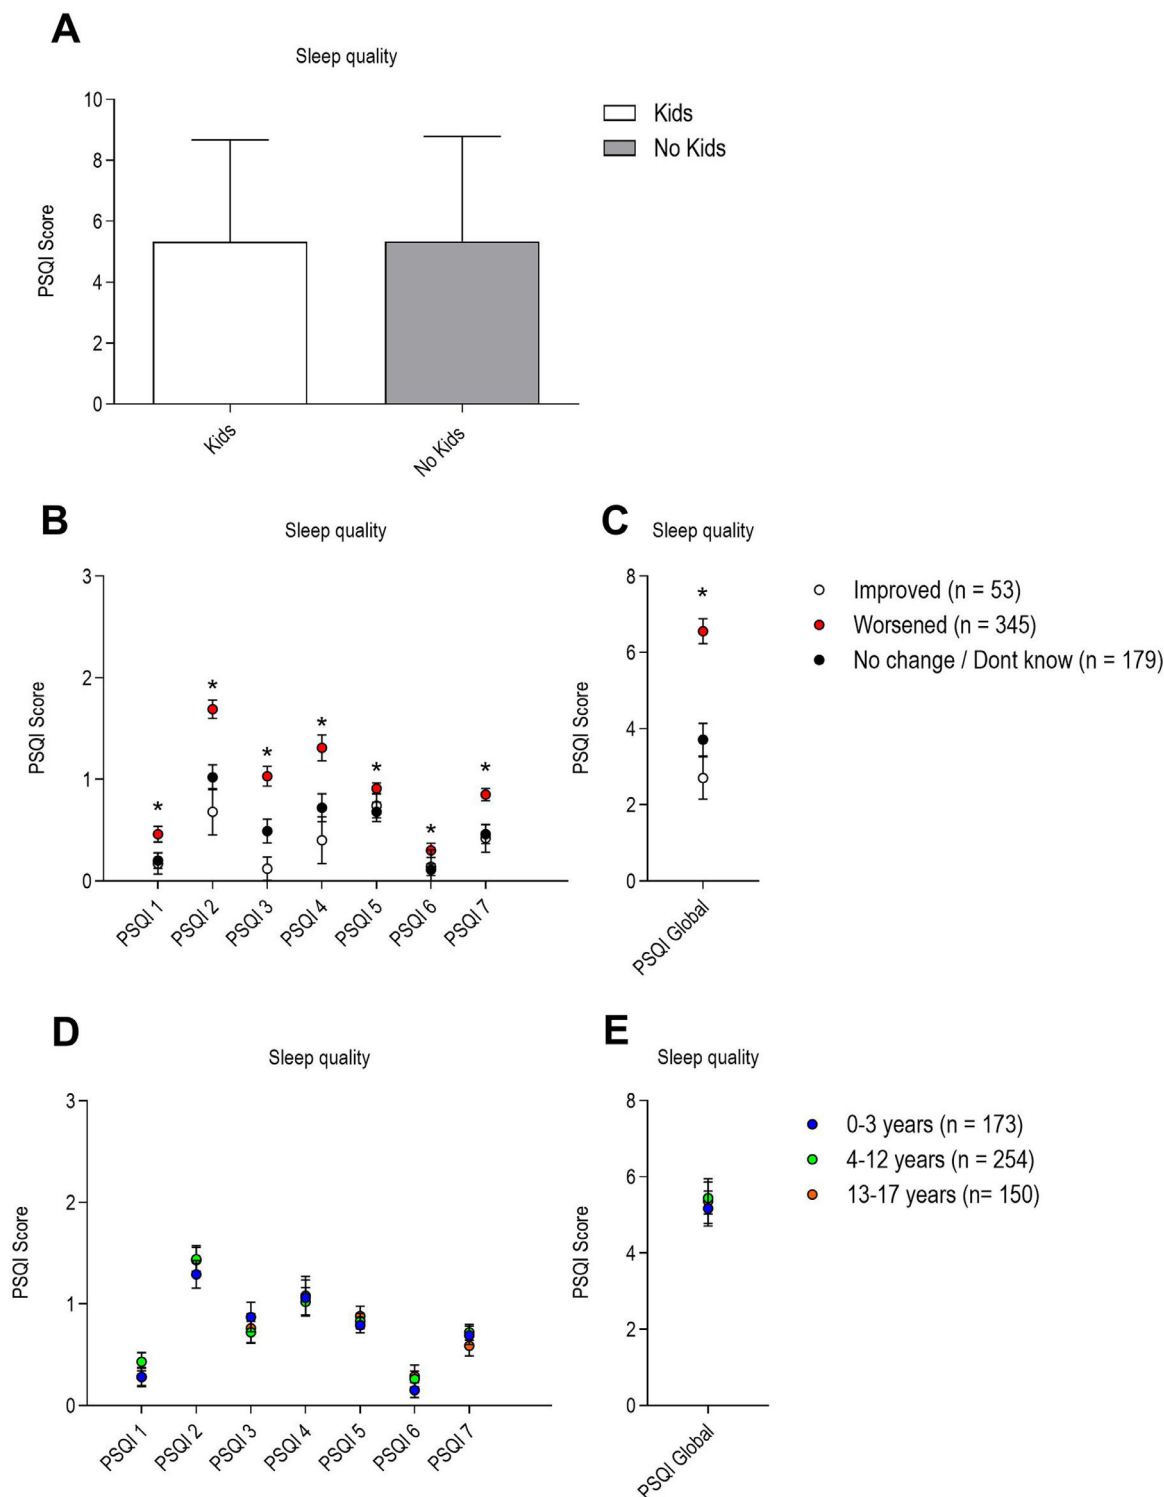 A
Sleep quality
10
8
6
4
2
0
PSQI Score
Kids
No Kids
Kids
No Kids
B
Sleep quality
3
2
1
0
PSQI Score
*
*
*
*
*
*
*
PSQI 1
PSQI 2
PSQI 3
PSQI 4
PSQI 5
PSQI 6
PSQI 7
C
Sleep quality
8
6
4
2
0
PSQI Score
*
PSQI Global
Improved (n = 53)
Worsened (n = 345)
No change / Dont know (n = 179)
D
Sleep quality
3
2
1
0
PSQI Score
PSQI 1
PSQI 2
PSQI 3
PSQI 4
PSQI 5
PSQI 6
PSQI 7
E
Sleep quality
8
6
4
2
0
PSQI Score
PSQI Global
0-3 years (n = 173)
4-12 years (n = 254)
13-17 years (n= 150)